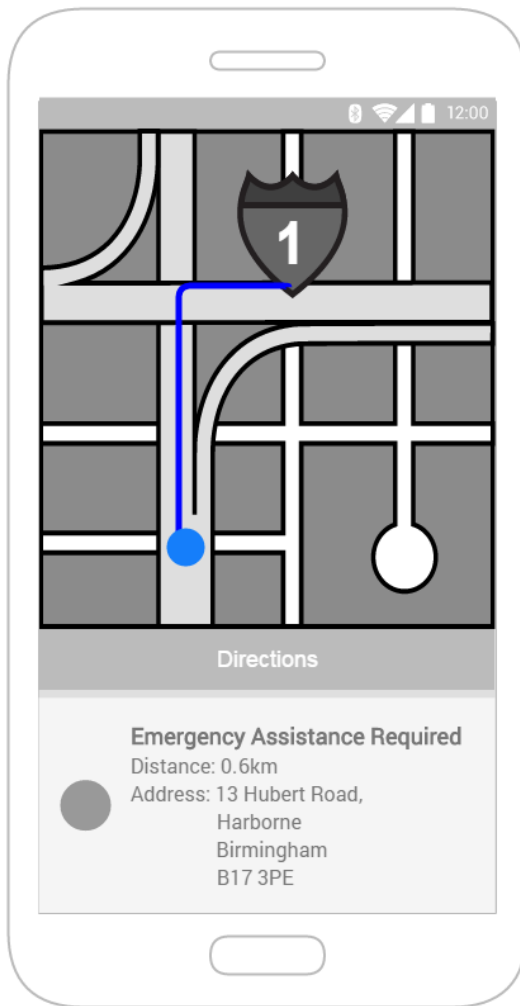 12:00
1
Directions
Emergency Assistance Required
Distance: 0.6km
Address: 13 Hubert Road,
Harborne
Birmingham
B17 3PE